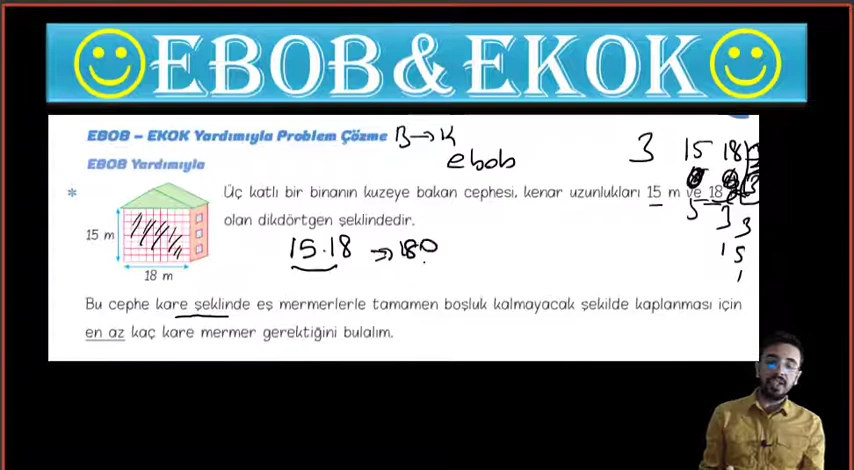 EBOB&EKOK
EBOB – EKOK Yardımıyla Problem Çözme B→K
ebob
3 15 18
EBOB Yardımıyla
* Üç katlı bir binanın kuzeye bakan cephesi, kenar uzunlukları 15 m ve 18
15 m
olan dikdörtgen şeklindedir.
5 3 3
15.18 → 180
1 5
1
18 m
Bu cephe kare şeklinde eş mermerlerle tamamen boşluk kalmayacak şekilde kaplanması için
en az kaç kare mermer gerektiğini bulalım.